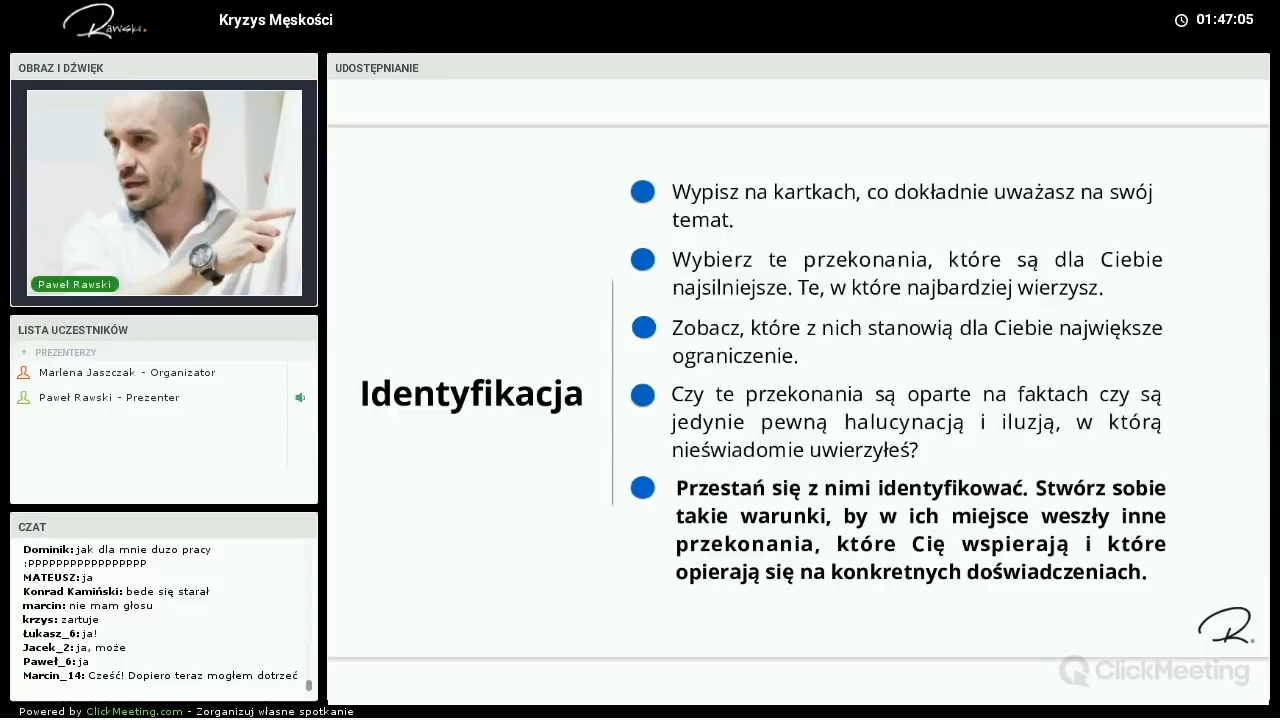 Rawski.
Kryzys Męskości
01:47:05
OBRAZ I DŹWIĘK
Paweł Rawski
LISTA UCZESTNIKÓW
PREZENTERZY
Marlena Jaszczak - Organizator
Paweł Rawski - Prezenter
CZAT
Dominik: jak dla mnie duzo pracy
:PPPPPPPPPPPPPPPPP
MATEUSZ: ja
Konrad Kamiński: bede się starał
marcin: nie mam głosu
krzys: zartuje
Łukasz_6: ja!
Jacek_2: ja, może
Paweł_6: ja
Marcin_14: Cześć! Dopiero teraz mogłem dotrzeć
UDOSTĘPNIANIE
Identyfikacja
Wypisz na kartkach, co dokładnie uważasz na swój
temat.
Wybierz te przekonania, które są dla Ciebie
najsilniejsze. Te, w które najbardziej wierzysz.
Zobacz, które z nich stanowią dla Ciebie największe
ograniczenie.
Czy te przekonania są oparte na faktach czy są
jedynie pewną halucynacją i iluzją, w którą
nieświadomie uwierzyłeś?
Przestań się z nimi identyfikować. Stwórz sobie
takie warunki, by w ich miejsce weszły inne
przekonania, które Cię wspierają i które
opierają się na konkretnych doświadczeniach.
R.
ClickMeeting
Powered by ClickMeeting.com - Zorganizuj własne spotkanie